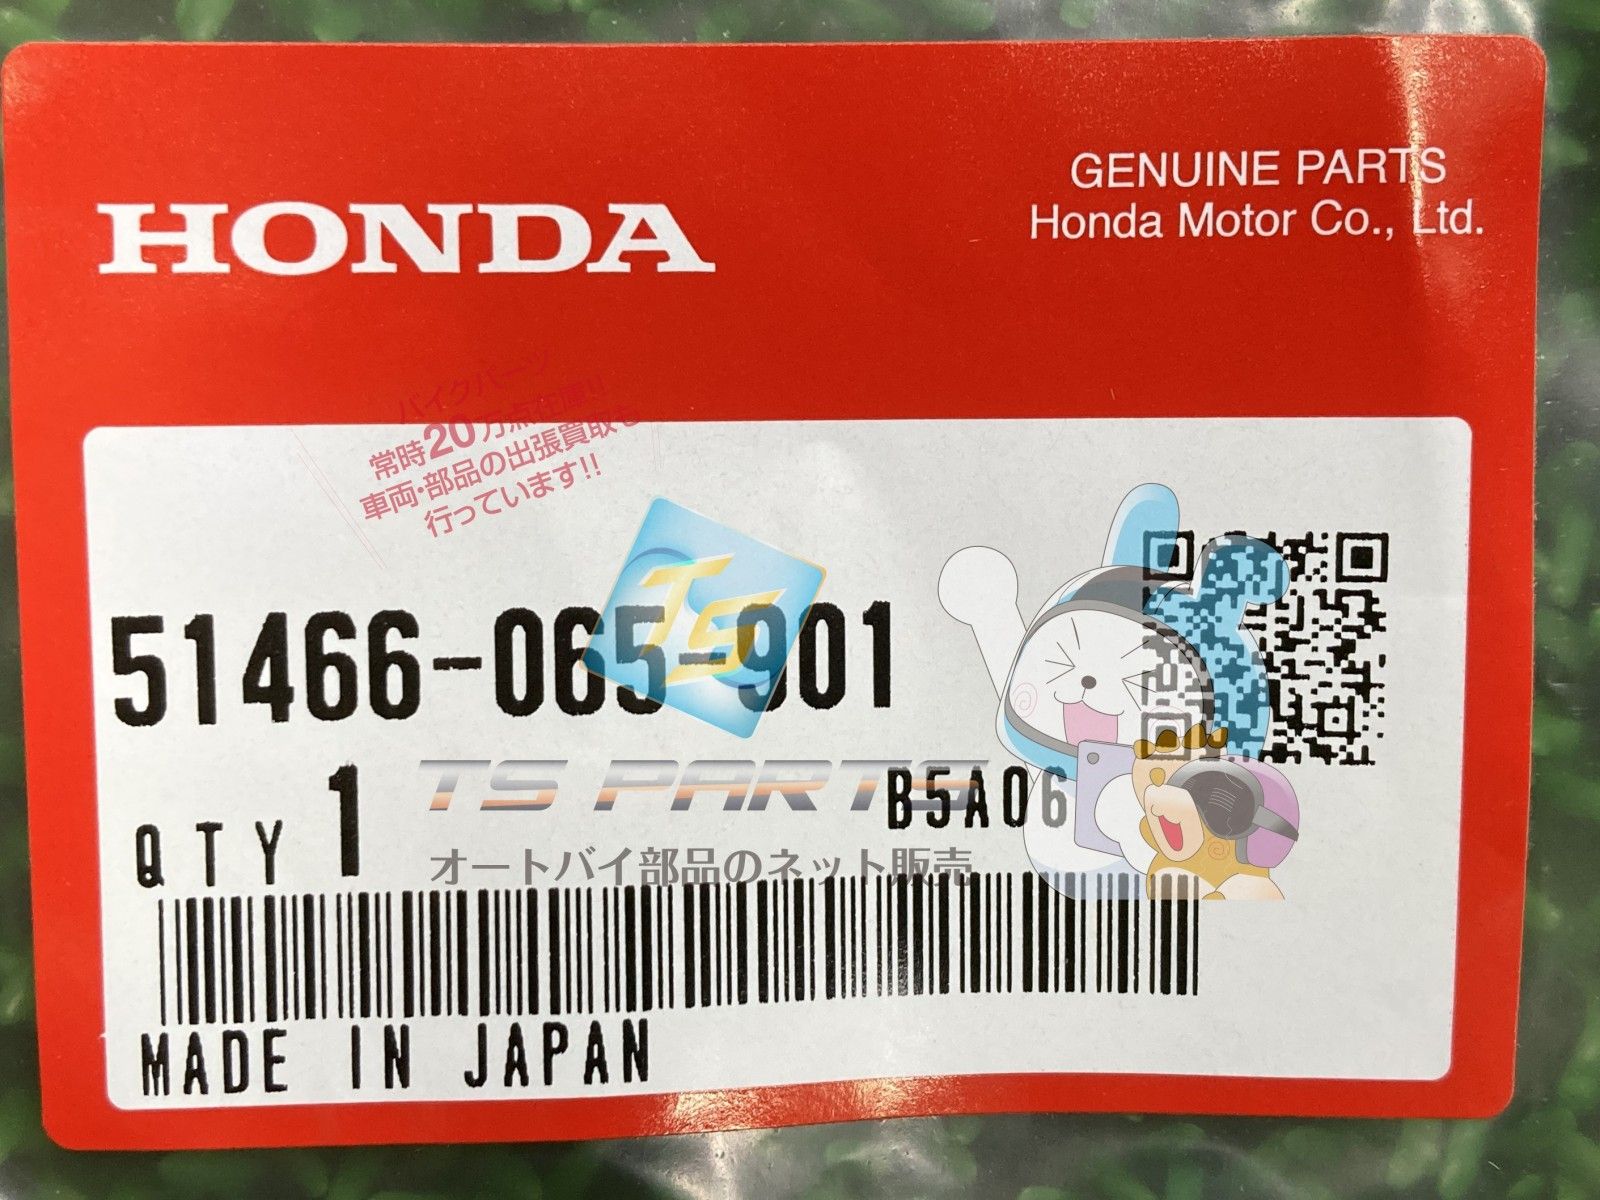 HONDA
GENUINE PARTS
Honda Motor Co., Ltd.
バイクパーツ
常時20万点在庫!!
車両・部品の出張買取も
行っています!!
TS
51466-065-901
TS PARTS
QTY 1
B5A06
オートバイ部品のネット販売
MADE IN JAPAN